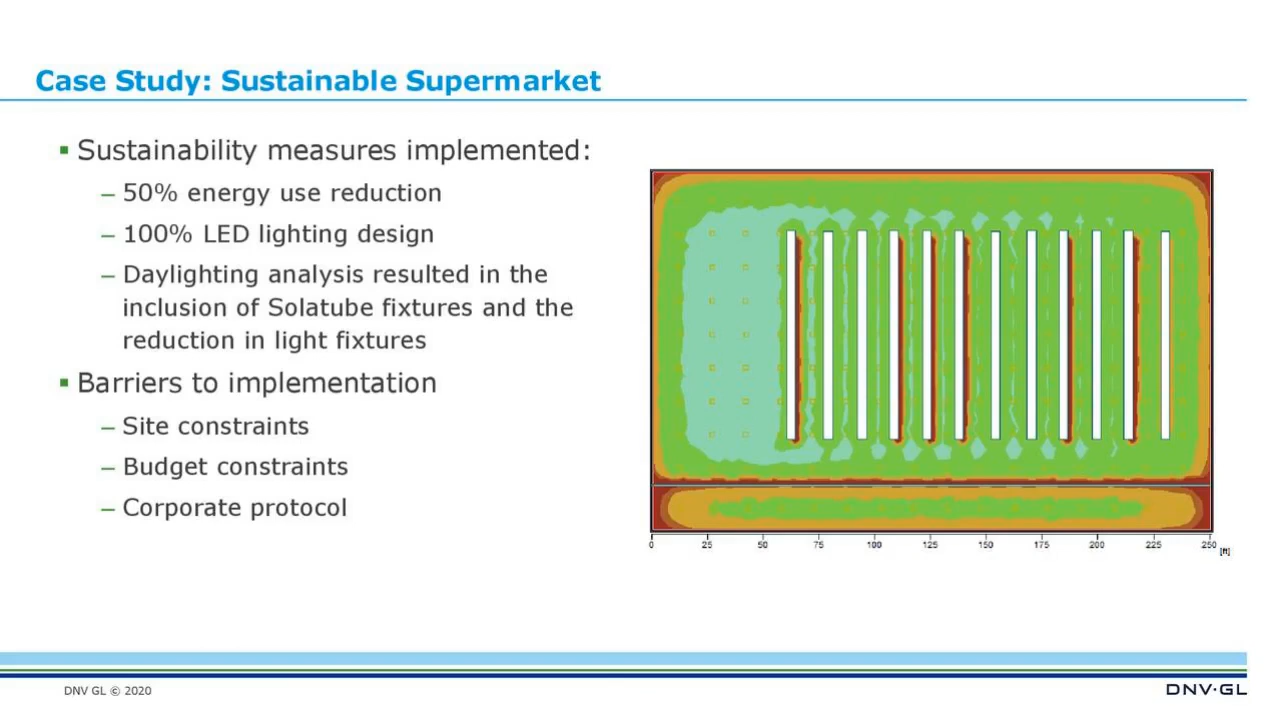 Case Study: Sustainable Supermarket
▪ Sustainability measures implemented:
– 50% energy use reduction
– 100% LED lighting design
– Daylighting analysis resulted in the
inclusion of Solatube fixtures and the
reduction in light fixtures
▪ Barriers to implementation
– Site constraints
– Budget constraints
– Corporate protocol
0 25 50 75 100 125 150 175 200 225 250
[ft]
DNV GL © 2020
DNV·GL